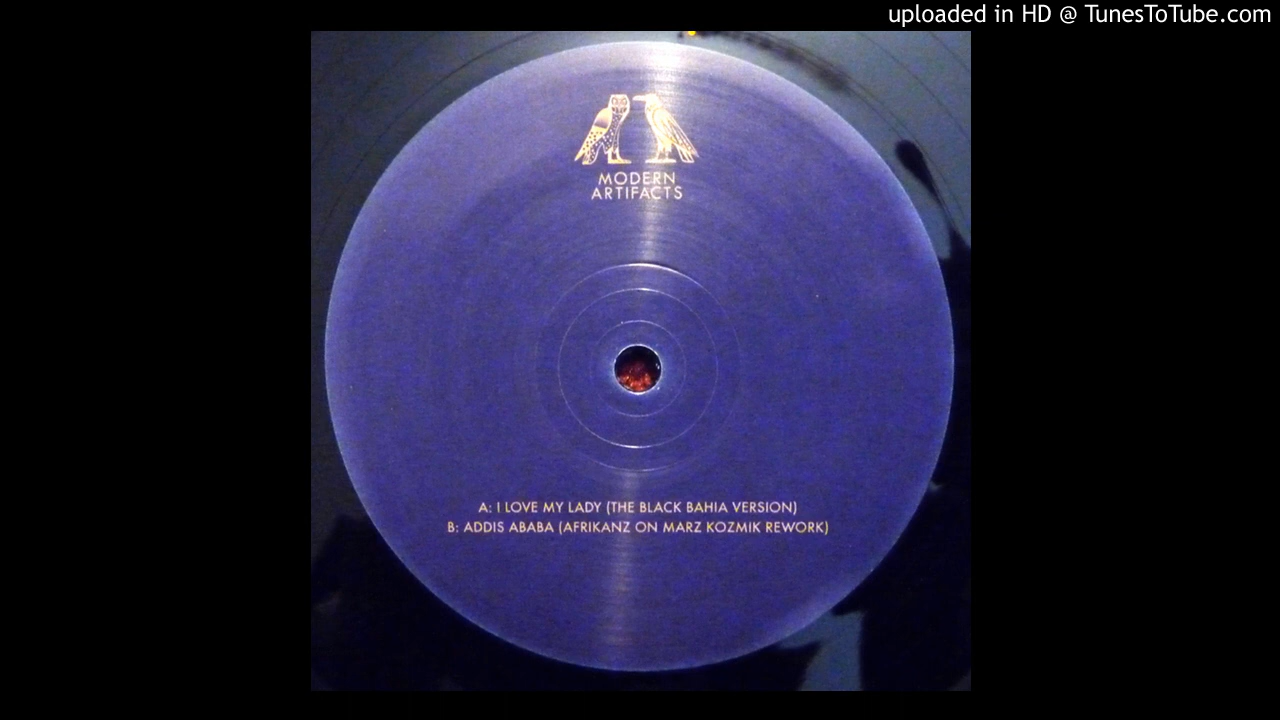 uploaded in HD @ TunesToTube.com
MODERN
ARTIFACTS
A: I LOVE MY LADY (THE BLACK BAHIA VERSION)
B: ADDIS ABABA (AFRIKANZ ON MARZ KOZMIK REWORK)